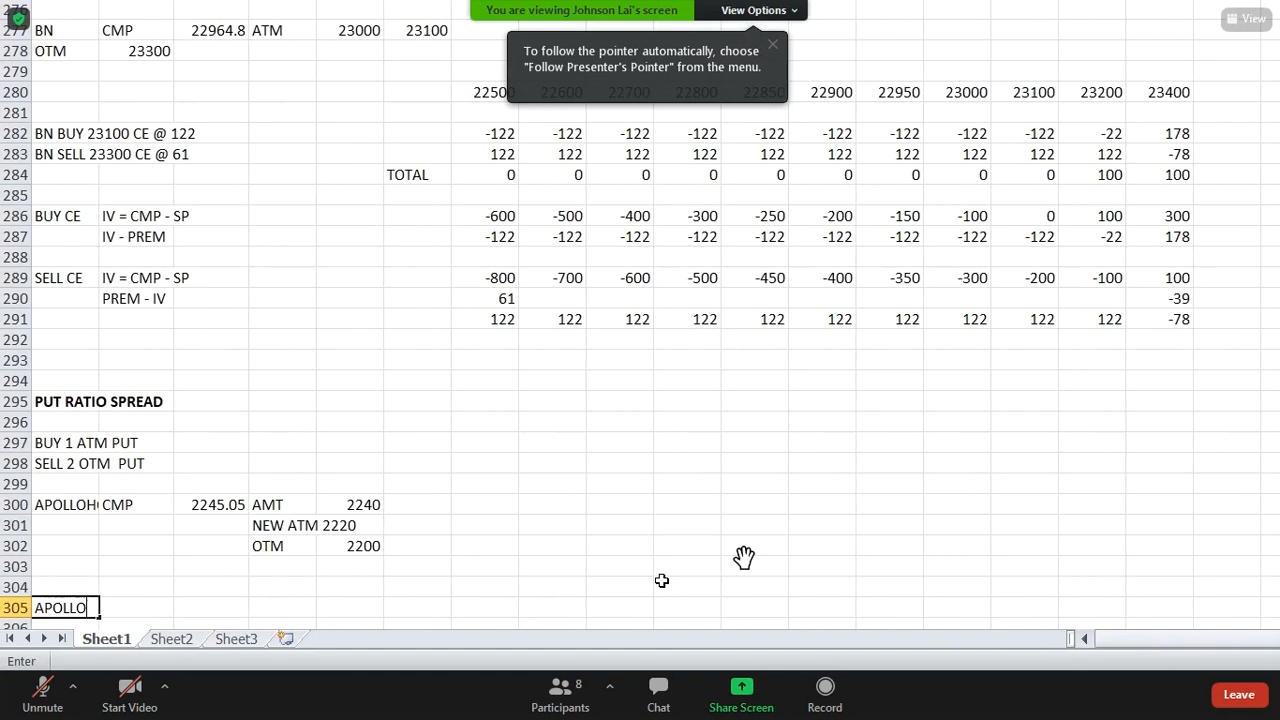 You are viewing Johnson Lai's screen View Options
View
To follow the pointer automatically, choose
"Follow Presenter's Pointer" from the menu.
277 BN CMP 22964.8 ATM 23000 23100
278 OTM 23300
279
280 22500 22600 22700 22800 22850 22900 22950 23000 23100 23200 23400
281
282 BN BUY 23100 CE @ 122 -122 -122 -122 -122 -122 -122 -122 -122 -122 -22 178
283 BN SELL 23300 CE @ 61 122 122 122 122 122 122 122 122 122 122 -78
284 TOTAL 0 0 0 0 0 0 0 0 0 100 100
285
286 BUY CE IV = CMP - SP -600 -500 -400 -300 -250 -200 -150 -100 0 100 300
287 IV - PREM -122 -122 -122 -122 -122 -122 -122 -122 -122 -22 178
288
289 SELL CE IV = CMP - SP -800 -700 -600 -500 -450 -400 -350 -300 -200 -100 100
290 PREM - IV 61 -39
291 122 122 122 122 122 122 122 122 122 122 -78
292
293
294
295 PUT RATIO SPREAD
296
297 BUY 1 ATM PUT
298 SELL 2 OTM PUT
299
300 APOLLOH CMP 2245.05 AMT 2240
301 NEW ATM 2220
302 OTM 2200
303
304
305 APOLLO
Sheet1 Sheet2 Sheet3
Enter
Unmute Start Video 8 Participants Chat Share Screen Record Leave